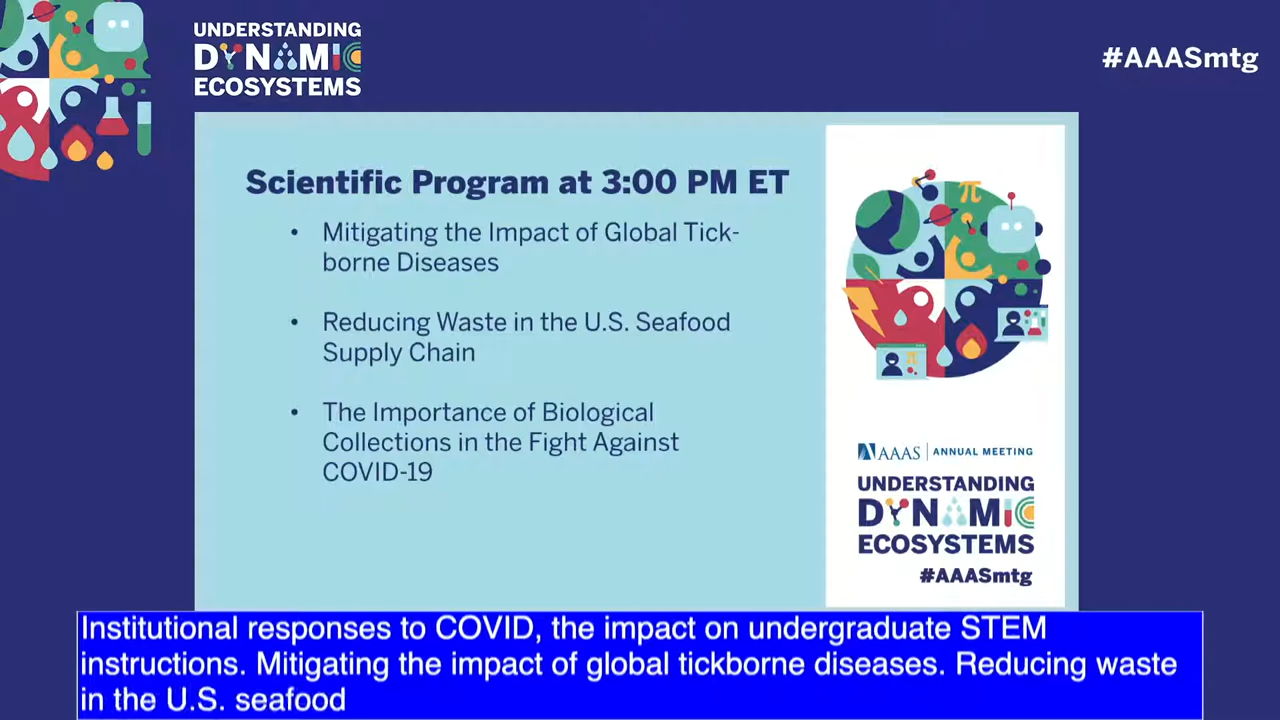 UNDERSTANDING
DYNAMIC
ECOSYSTEMS
#AAASmtg
Scientific Program at 3:00 PM ET
• Mitigating the Impact of Global Tick-
borne Diseases
• Reducing Waste in the U.S. Seafood
Supply Chain
• The Importance of Biological
Collections in the Fight Against
COVID-19
π
AAAS | ANNUAL MEETING
UNDERSTANDING
DYNAMIC
ECOSYSTEMS
#AAASmtg
Institutional responses to COVID, the impact on undergraduate STEM
instructions. Mitigating the impact of global tickborne diseases. Reducing waste
in the U.S. seafood